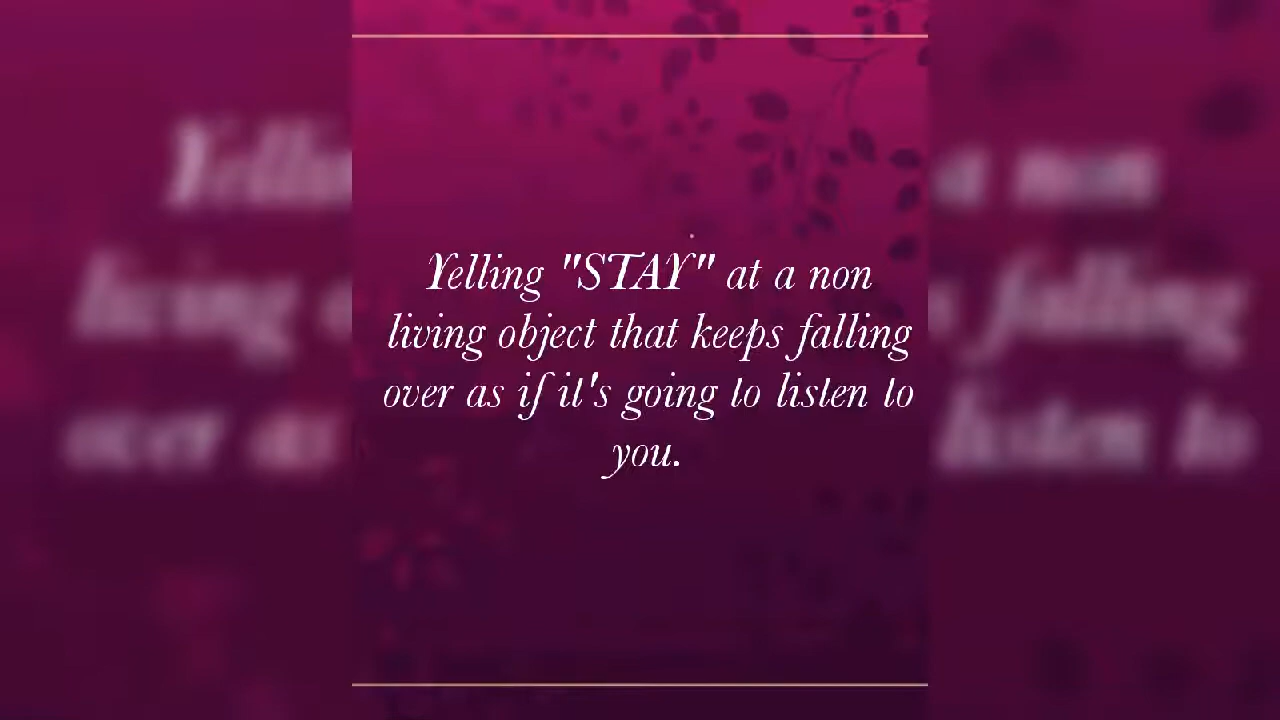 Yelling "STAY" at a non
living object that keeps falling
over as if it's going to listen to
you.